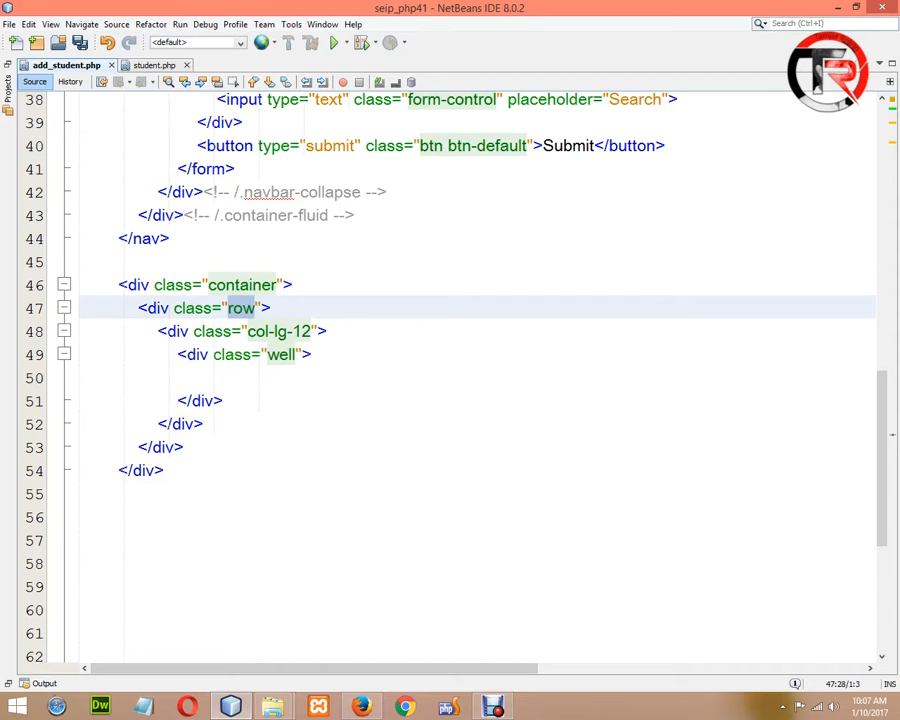 seip_php41 - NetBeans IDE 8.0.2
File Edit View Navigate Source Refactor Run Debug Profile Team Tools Window Help
Search (Ctrl+I)
<default>
add_student.php student.php
Source History
Projects
TR
38 <input type="text" class="form-control" placeholder="Search">
39 </div>
40 <button type="submit" class="btn btn-default">Submit</button>
41 </form>
42 </div><!-- /.navbar-collapse -->
43 </div><!-- /.container-fluid -->
44 </nav>
45
46 <div class="container">
47 <div class="row">
48 <div class="col-lg-12">
49 <div class="well">
50
51 </div>
52 </div>
53 </div>
54 </div>
55
56
57
58
59
60
61
62
Output
47:28/1:3 INS
Dw
php
10:07 AM
1/10/2017